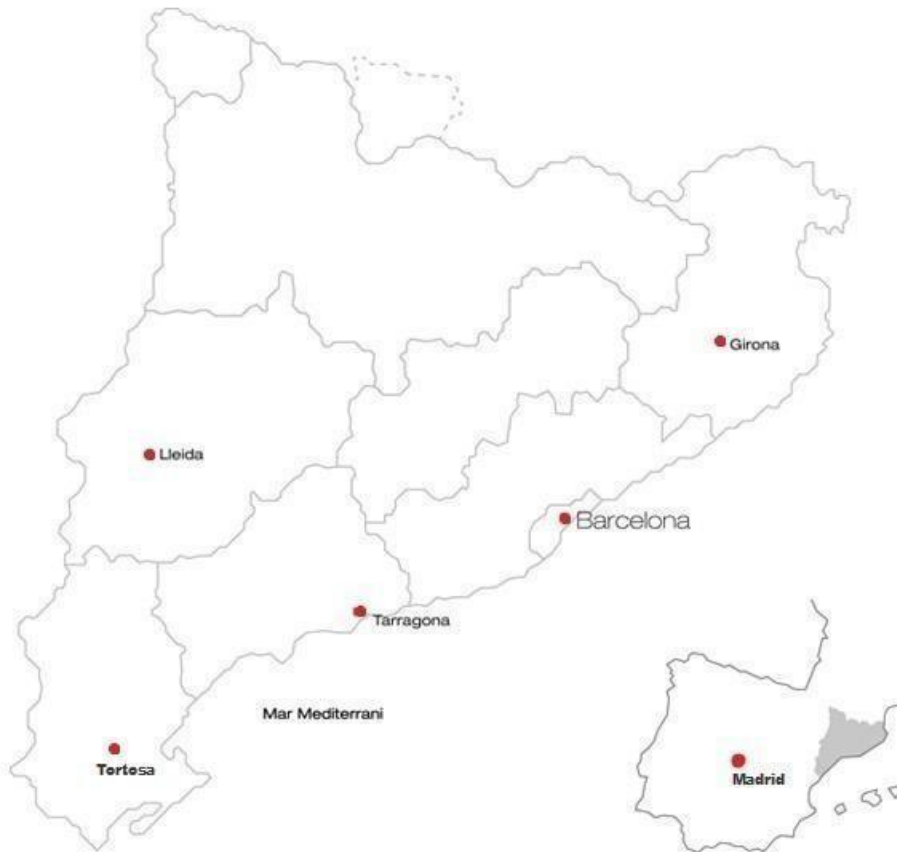 Girona
Lleida
Barcelona
Tarragona
Mar Mediterrani
Tortosa
Madrid